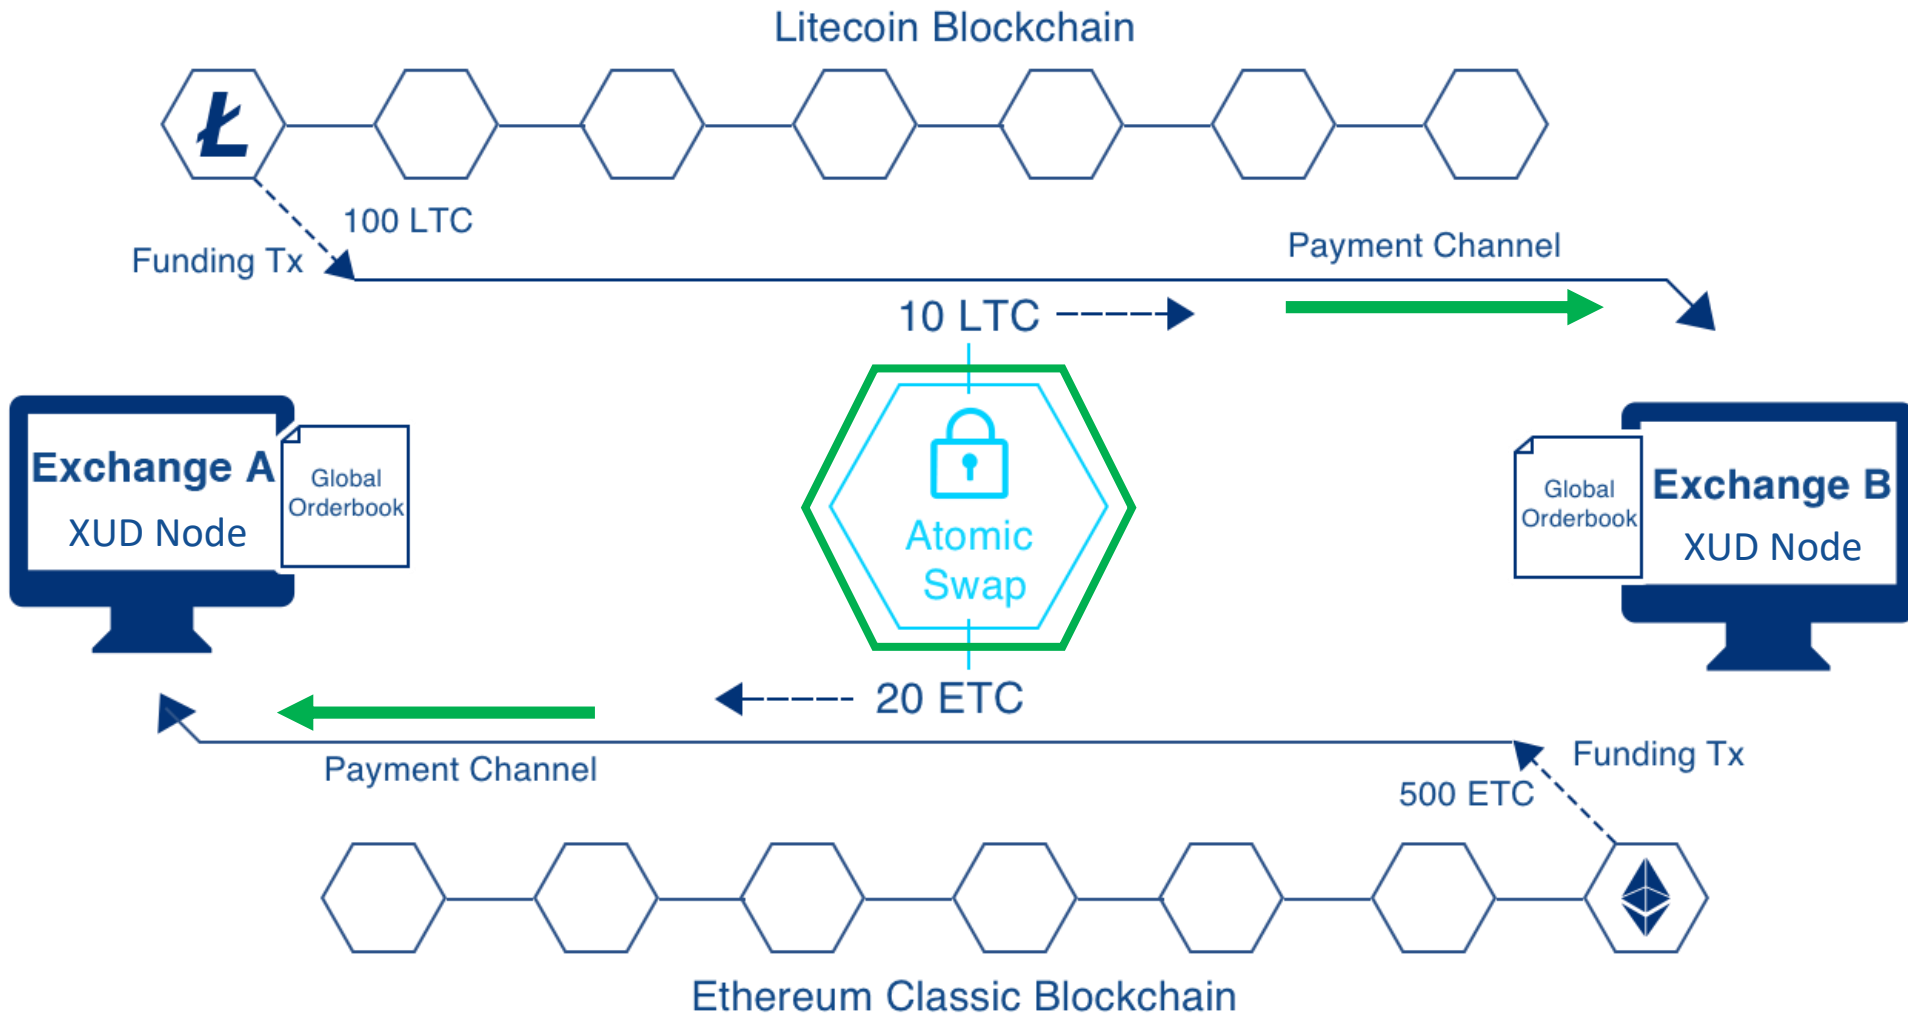 Litecoin Blockchain
100 LTC
Funding Tx
Payment Channel
10 LTC
Exchange A
XUD Node
Global
Orderbook
Atomic
Swap
Global
Orderbook
Exchange B
XUD Node
20 ETC
Payment Channel
Funding Tx
500 ETC
Ethereum Classic Blockchain